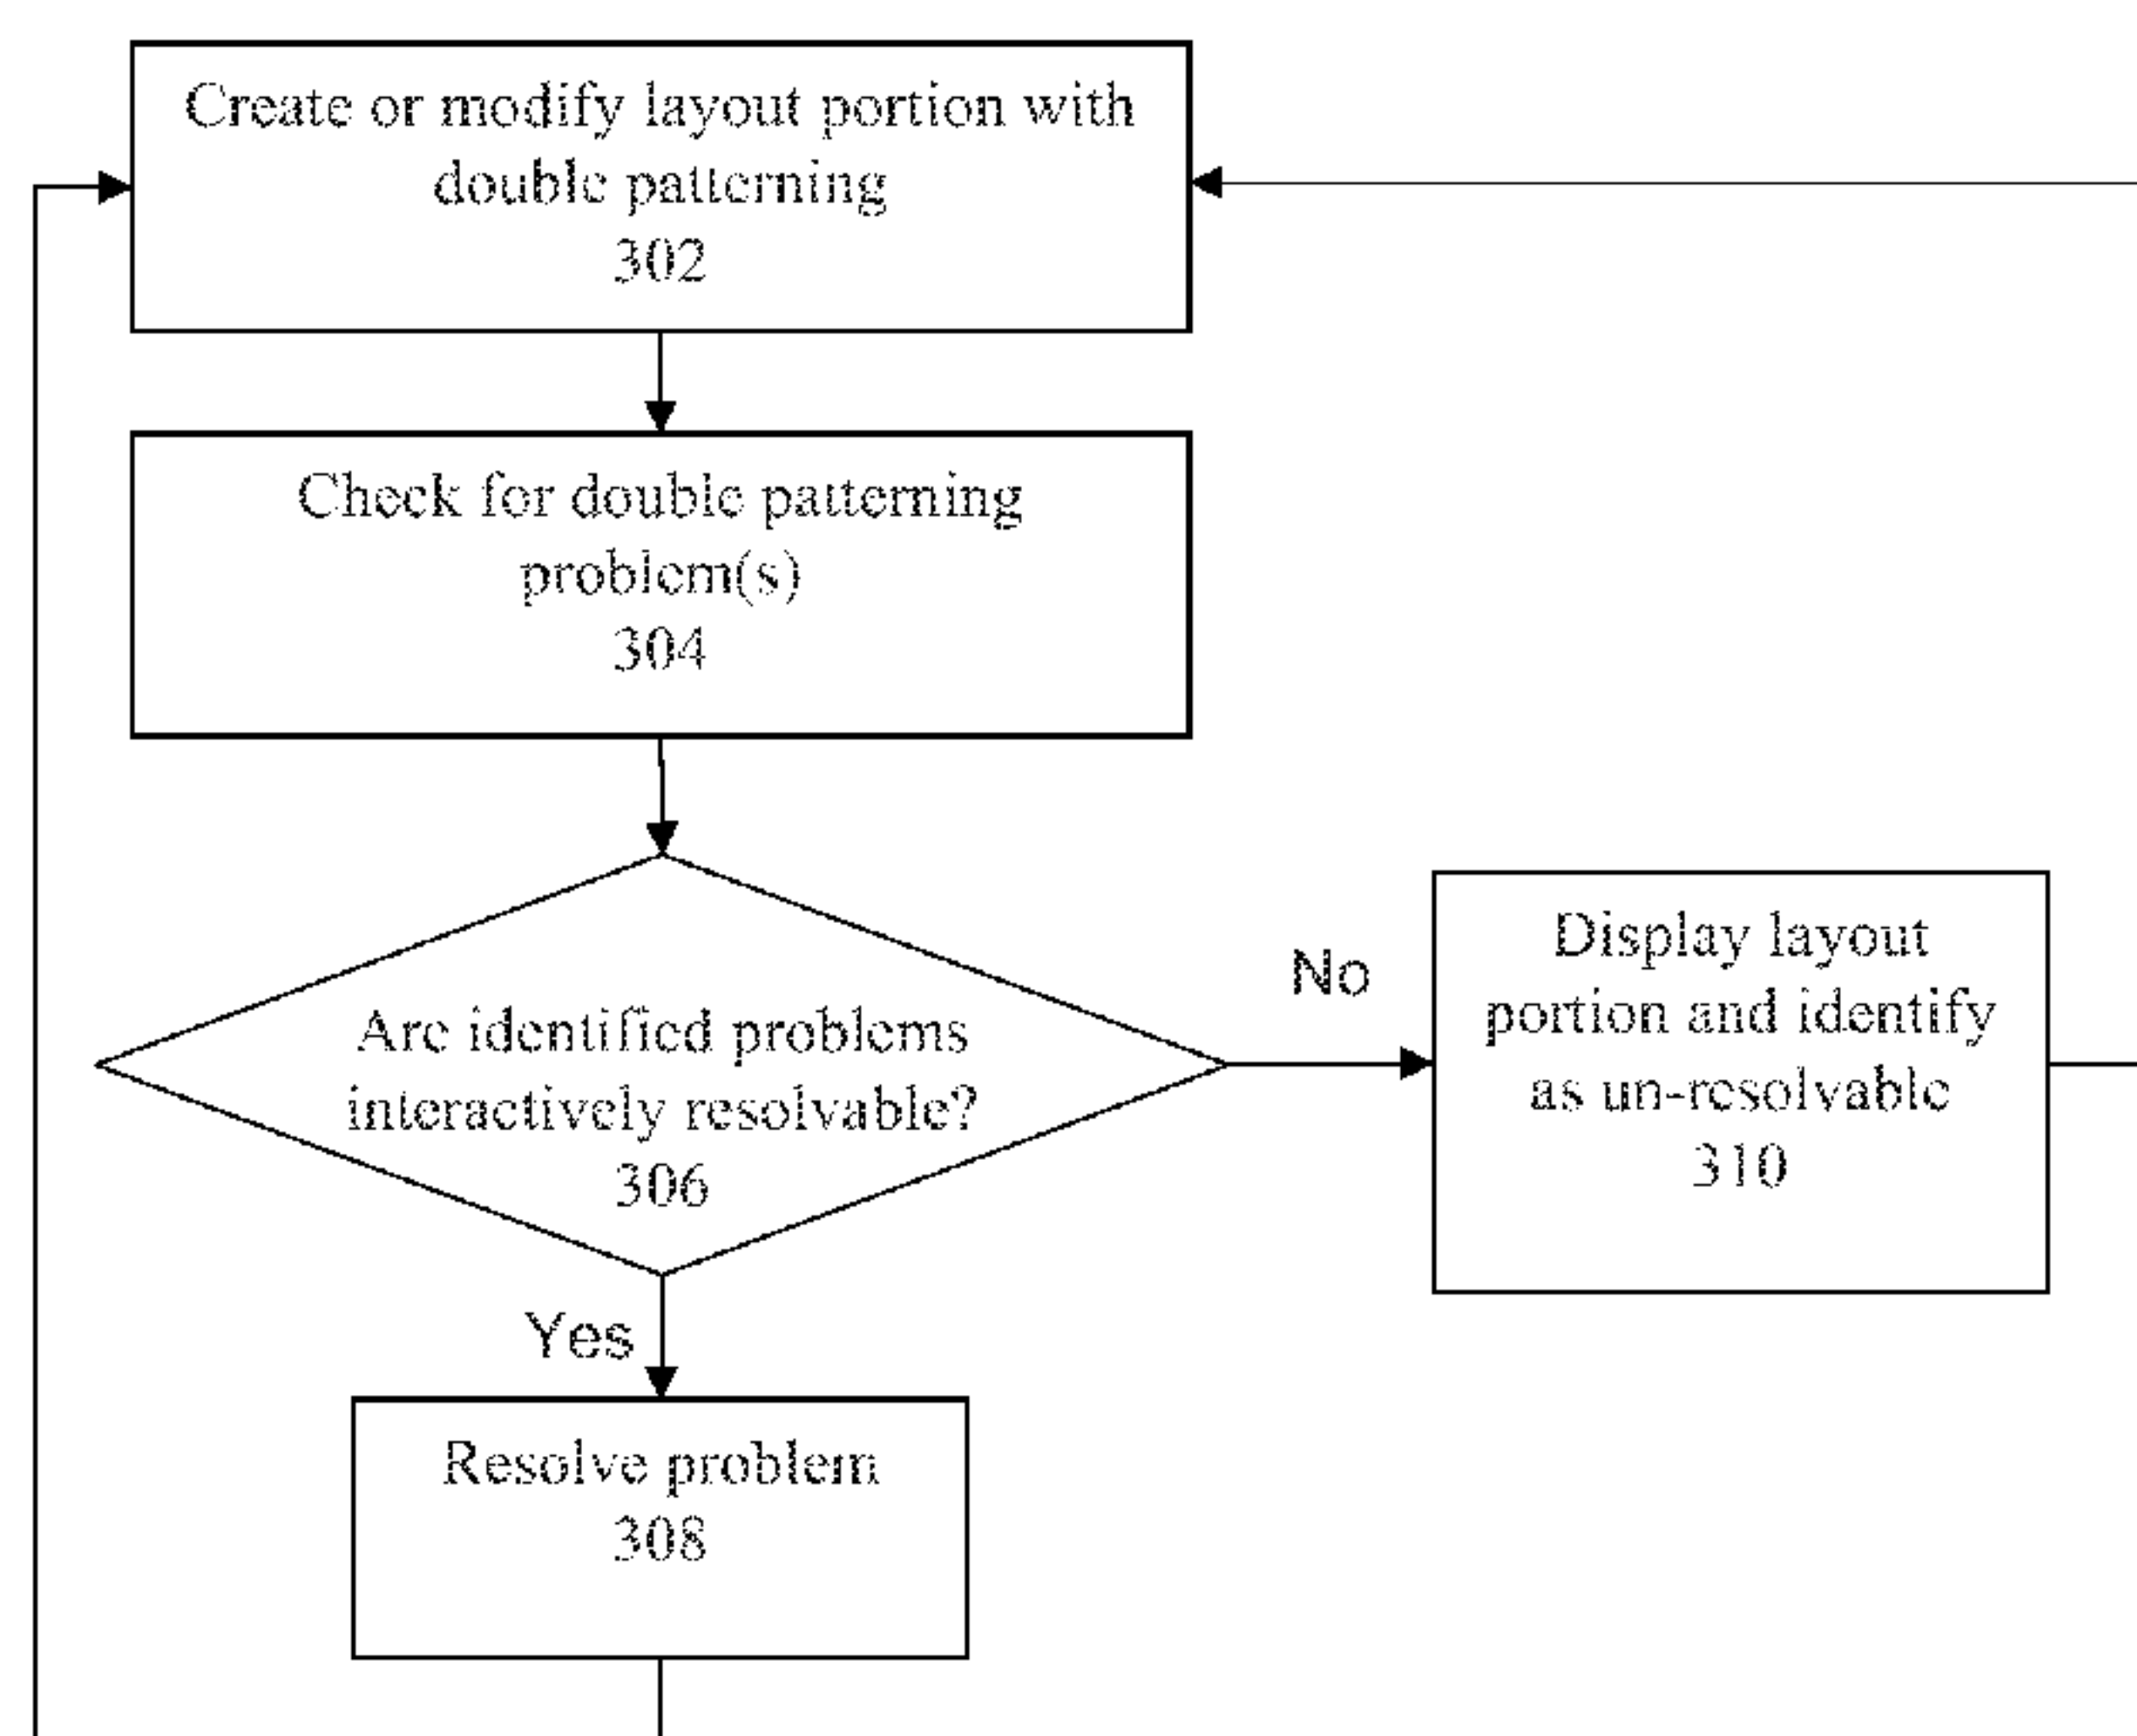 Create or modify layout portion with
double patterning
302
Check for double patterning
problem(s)
304
Are identified problems
interactively resolvable?
306
No
Display layout
portion and identify
as un-resolvable
310
Yes
Resolve problem
308